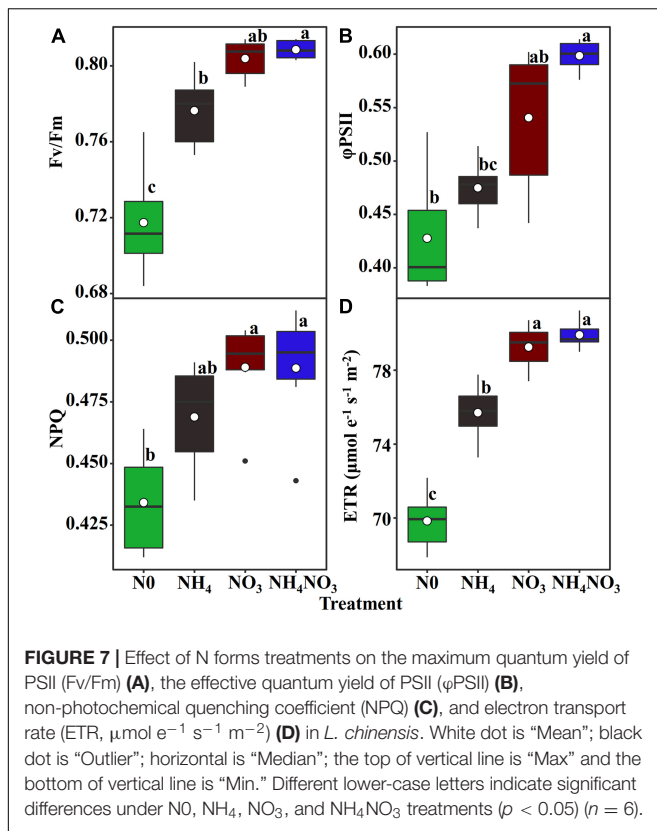 A
B
ab
a
b
c
Fv/Fm
0.80
0.76
0.72
0.68
a
ab
bc
b
φPSII
0.60
0.55
0.50
0.45
0.40
C
D
a
a
ab
b
NPQ
0.500
0.475
0.450
0.425
a
a
b
c
ETR (μmol e⁻¹ s⁻¹ m⁻²)
78
74
70
N0 NH₄ NO₃ NH₄NO₃
N0 NH₄ NO₃ NH₄NO₃
Treatment
FIGURE 7 | Effect of N forms treatments on the maximum quantum yield of
PSII (Fv/Fm) (A), the effective quantum yield of PSII (φPSII) (B),
non-photochemical quenching coefficient (NPQ) (C), and electron transport
rate (ETR, μmol e⁻¹ s⁻¹ m⁻²) (D) in L. chinensis. White dot is “Mean”; black
dot is “Outlier”; horizontal is “Median”; the top of vertical line is “Max” and the
bottom of vertical line is “Min.” Different lower-case letters indicate significant
differences under N0, NH₄, NO₃, and NH4NO₃ treatments (p < 0.05) (n = 6).